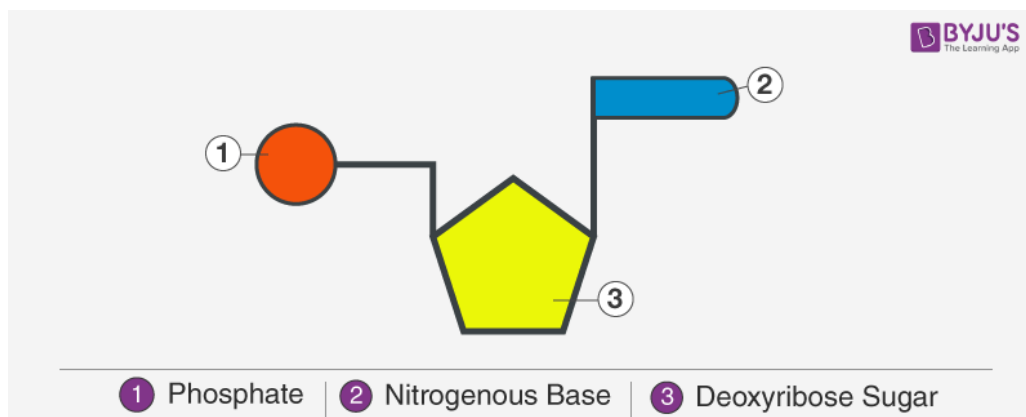 BYJU'S
The Learning App
2
1
3
1 Phosphate
2 Nitrogenous Base
3 Deoxyribose Sugar